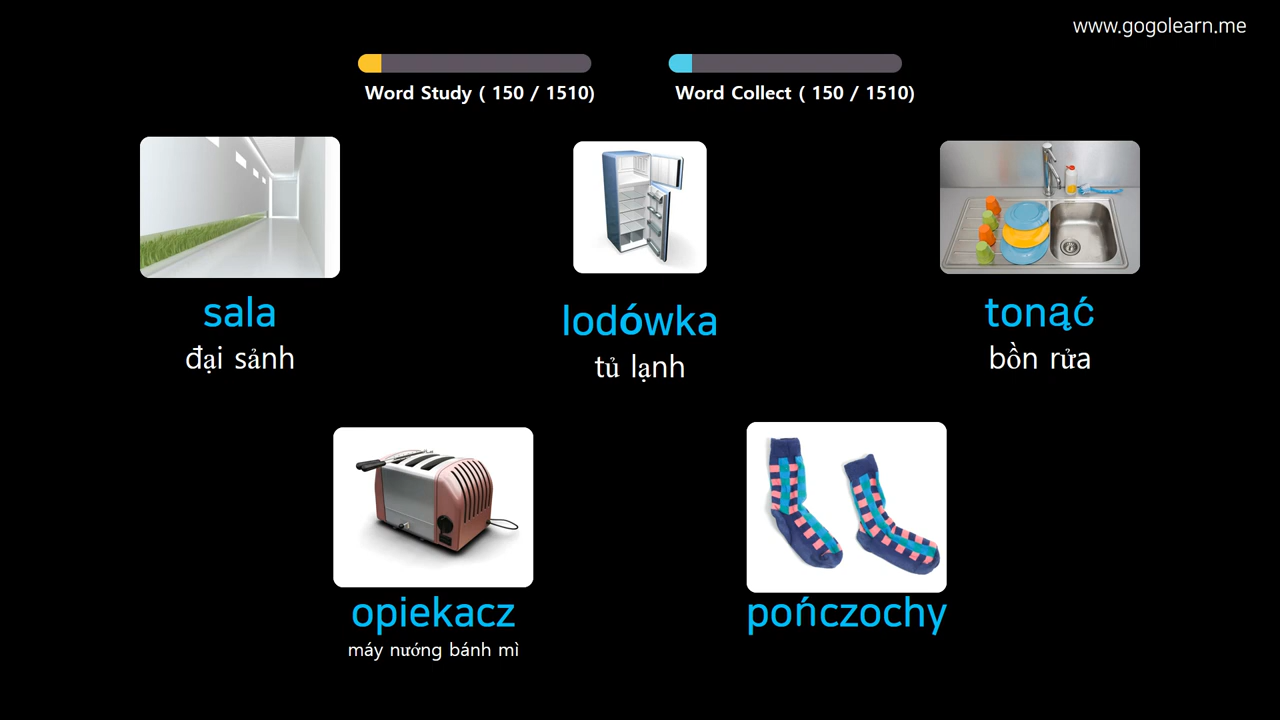 www.gogolearn.me
Word Study ( 150 / 1510)
Word Collect ( 150 / 1510)
sala
đại sảnh
lodówka
tủ lạnh
tonąć
bồn rửa
opiekacz
máy nướng bánh mì
pończochy